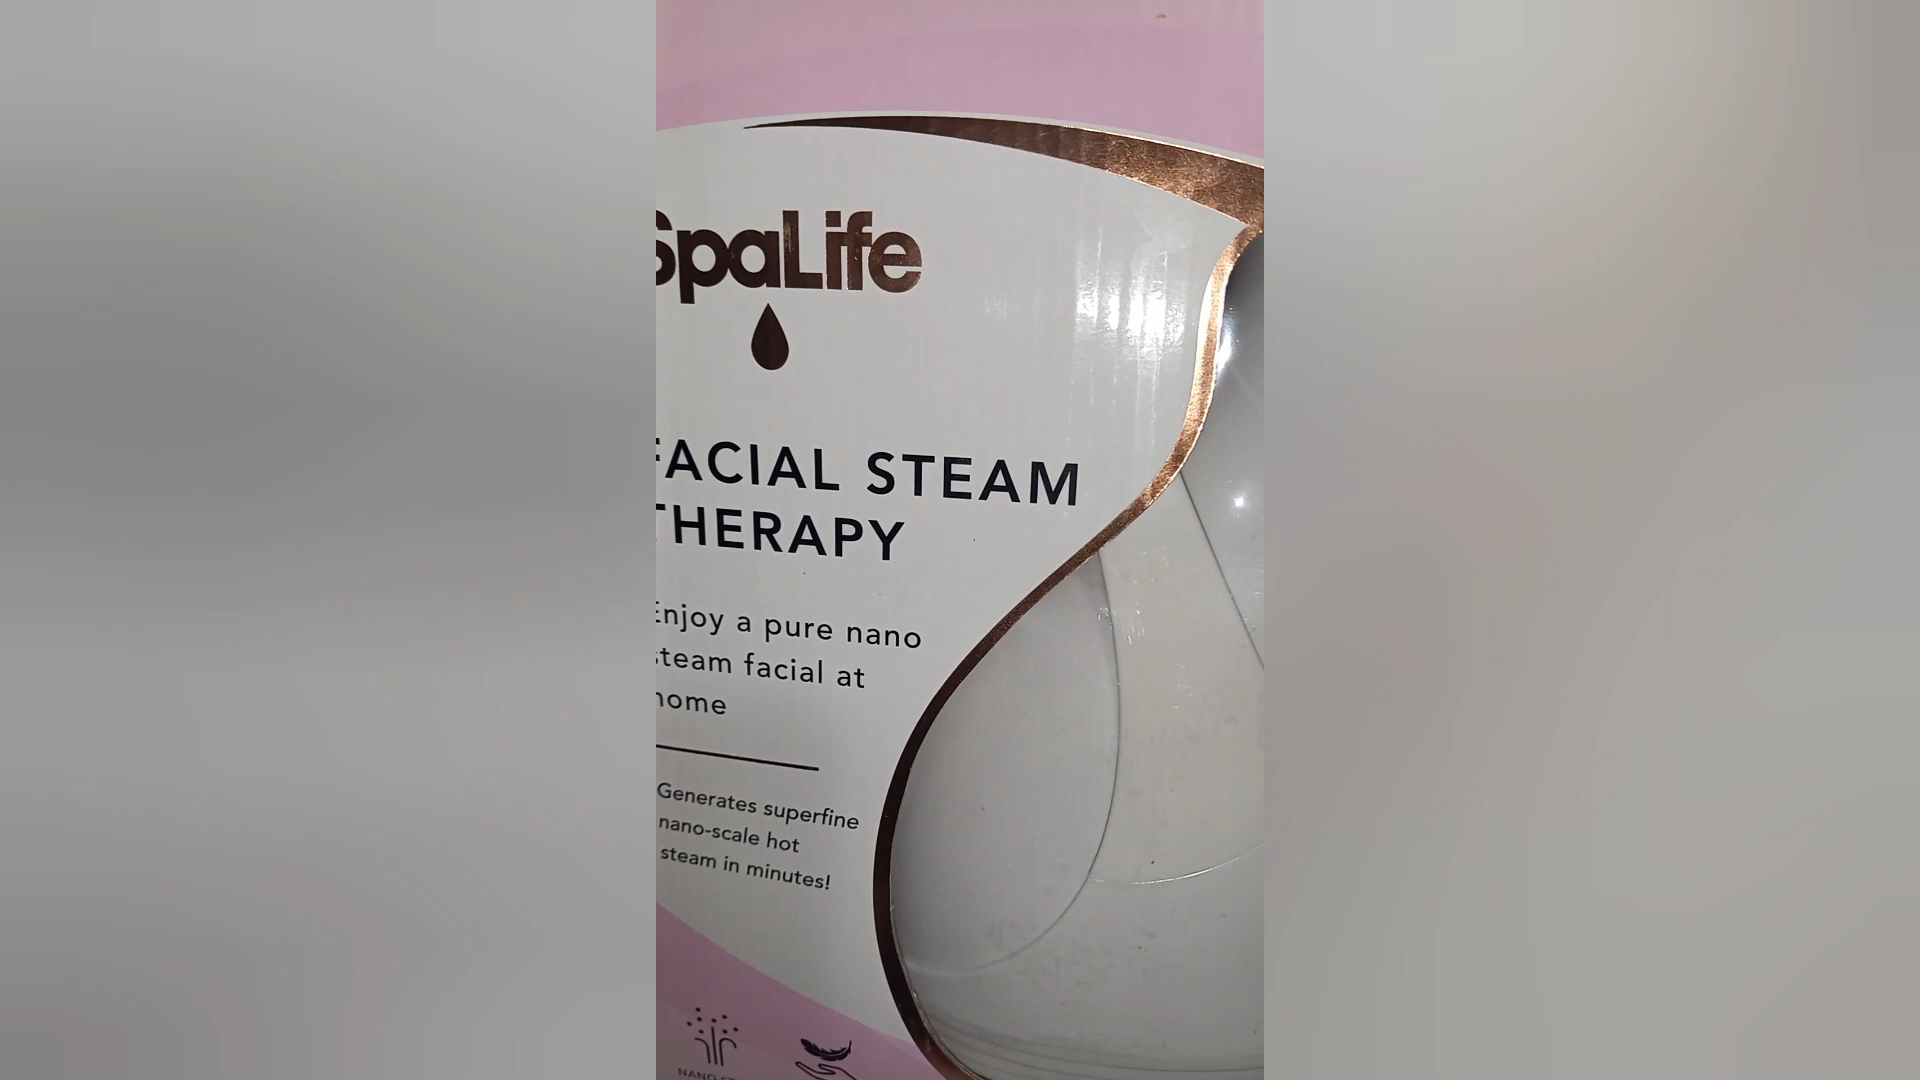 SpaLife
FACIAL STEAM
THERAPY
Enjoy a pure nano
steam facial at
home
Generates superfine
nano-scale hot
steam in minutes!
NANO